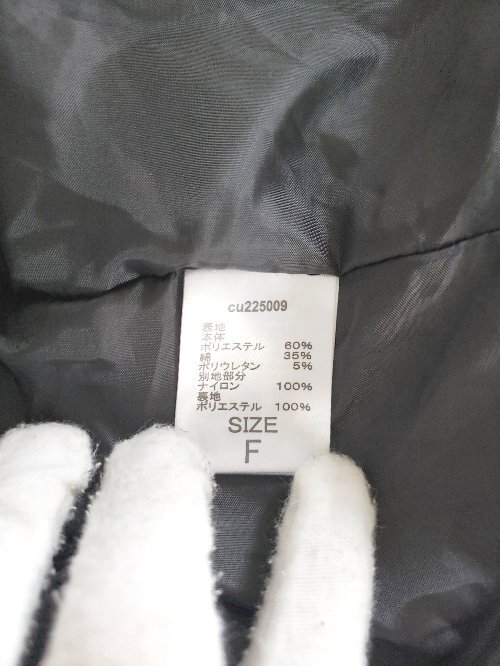 cu225009
表地
本体
ポリエステル 60%
綿 35%
ポリウレタン 5%
別地部分
ナイロン 100%
裏地
ポリエステル 100%
SIZE
F